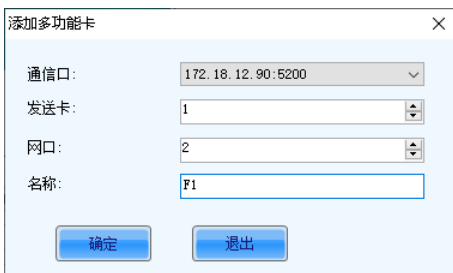 添加多功能卡
通信口: 172.18.12.90:5200
发送卡: 1
网口: 2
名称: F1
确定 退出